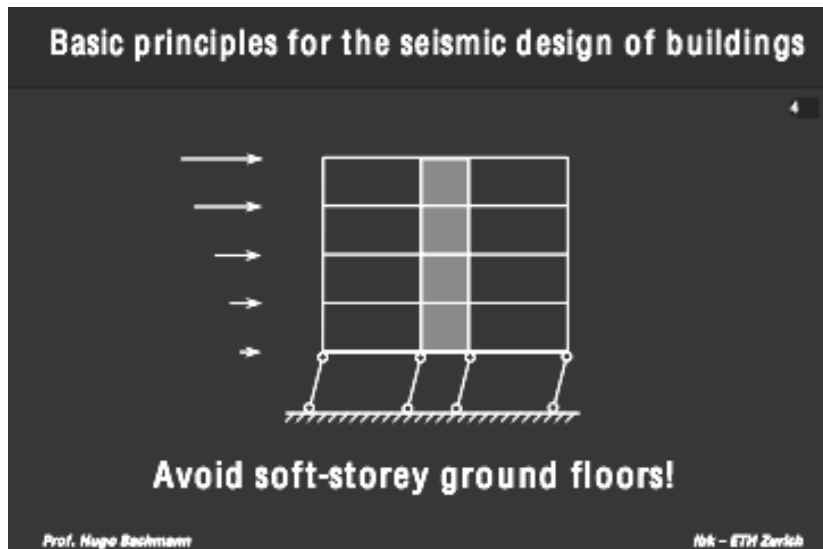 Basic principles for the seismic design of buildings
4
Avoid soft-storey ground floors!
Prof. Hugo Bachmann
ibk – ETH Zurich